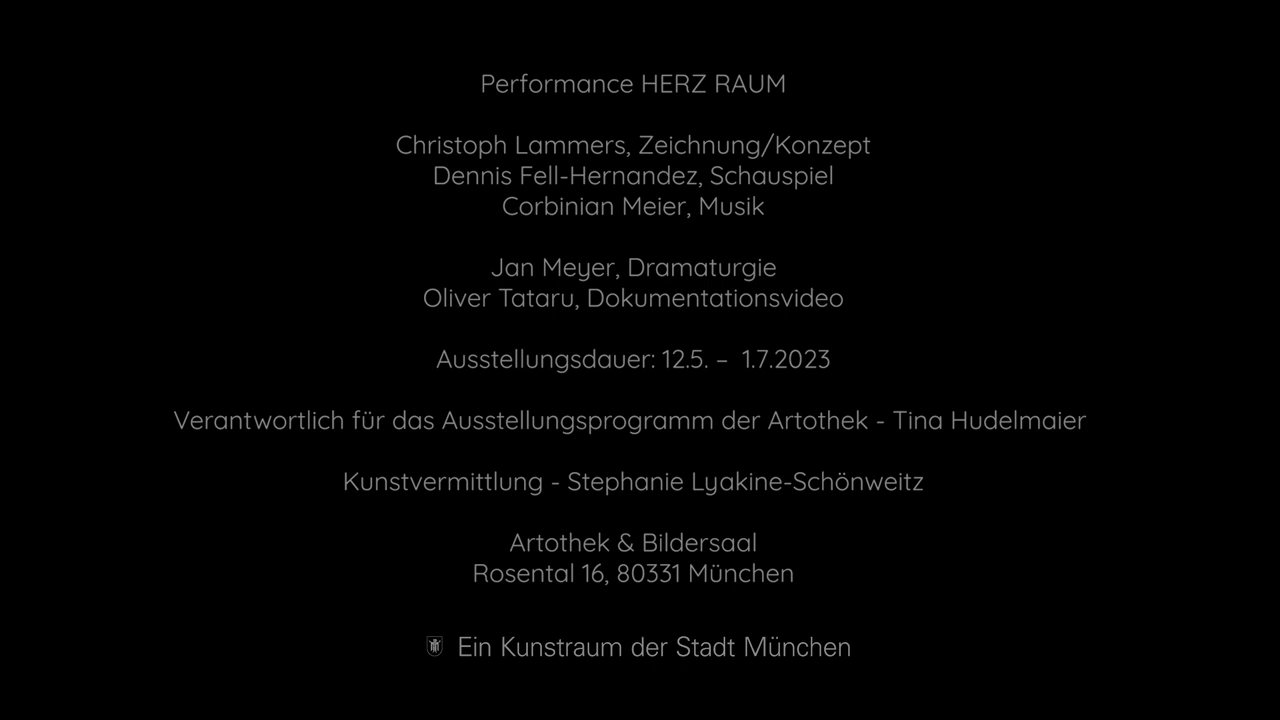 Performance HERZ RAUM
Christoph Lammers, Zeichnung/Konzept
Dennis Fell-Hernandez, Schauspiel
Corbinian Meier, Musik
Jan Meyer, Dramaturgie
Oliver Tataru, Dokumentationsvideo
Ausstellungsdauer: 12.5. – 1.7.2023
Verantwortlich für das Ausstellungsprogramm der Artothek - Tina Hudelmaier
Kunstvermittlung - Stephanie Lyakine-Schönweitz
Artothek & Bildersaal
Rosental 16, 80331 München
Ein Kunstraum der Stadt München